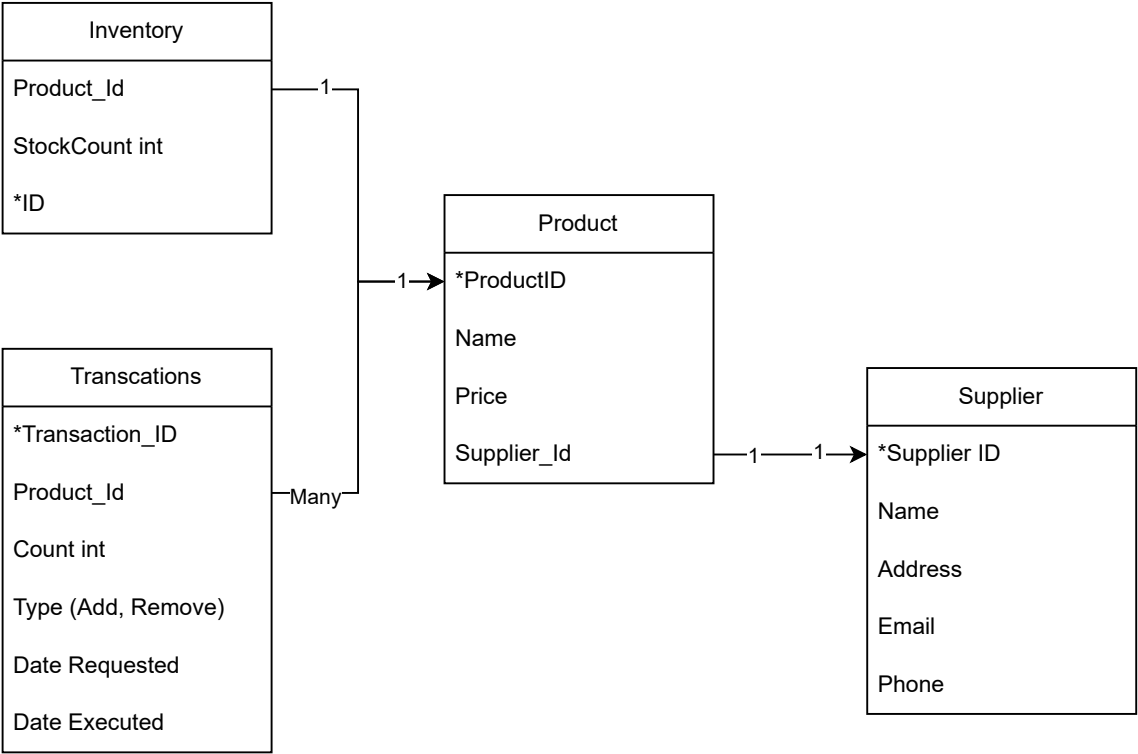 Inventory
Product_Id
StockCount int
*ID
1
Transcations
*Transaction_ID
Product_Id
Count int
Type (Add, Remove)
Date Requested
Date Executed
Many
1
Product
*ProductID
Name
Price
Supplier_Id
1
1
Supplier
*Supplier ID
Name
Address
Email
Phone